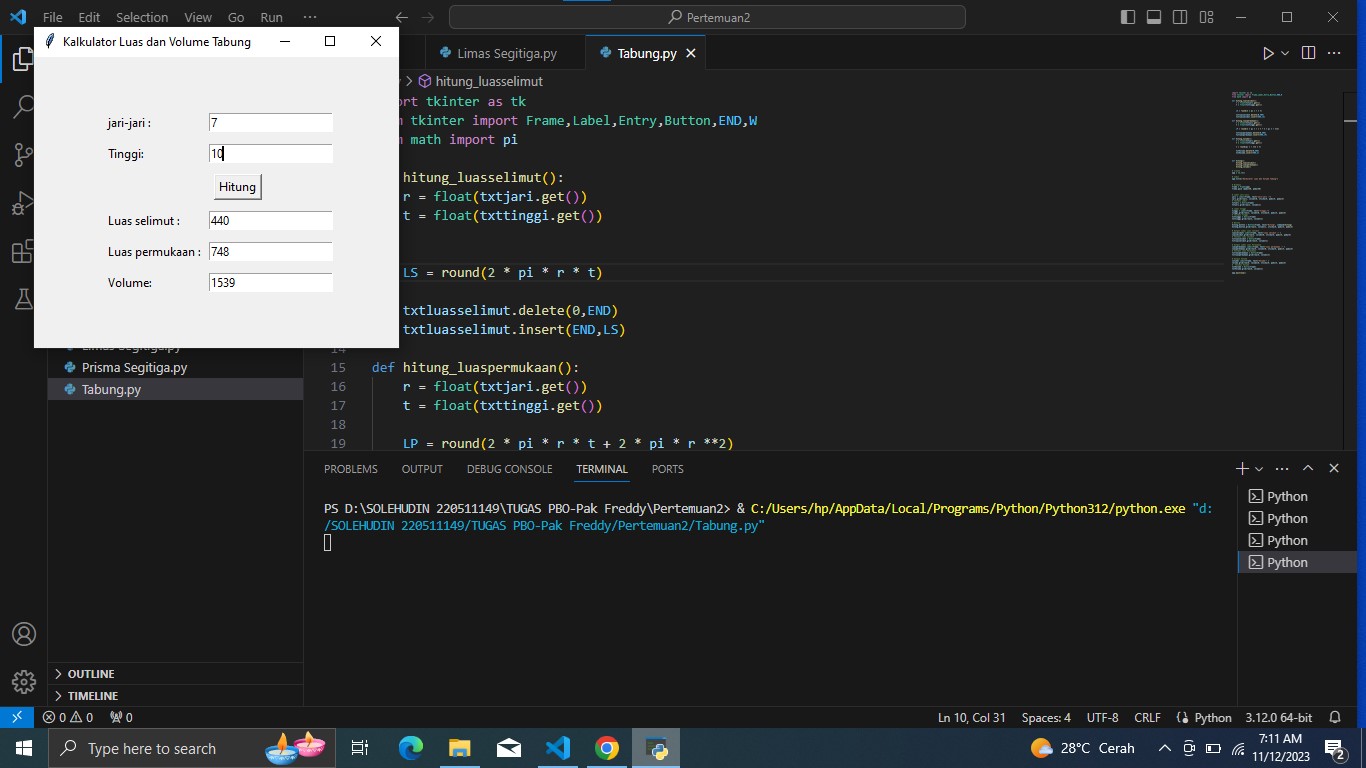 File Edit Selection View Go Run ···
Pertemuan2
Kalkulator Luas dan Volume Tabung
Limas Segitiga.py
Tabung.py
hitung_luasselimut
jari-jari : 7
Tinggi: 10
Hitung
Luas selimut : 440
Luas permukaan : 748
Volume: 1539
ort tkinter as tk
tkinter import Frame,Label,Entry,Button,END,W
math import pi
hitung_luasselimut():
r = float(txtjari.get())
t = float(txttinggi.get())
LS = round(2 * pi * r * t)
txtluasselimut.delete(0,END)
txtluasselimut.insert(END,LS)
14
15 def hitung_luaspermukaan():
16 r = float(txtjari.get())
17 t = float(txttinggi.get())
18
19 LP = round(2 * pi * r * t + 2 * pi * r **2)
Limas Segitiga.py
Prisma Segitiga.py
Tabung.py
OUTLINE
TIMELINE
PROBLEMS OUTPUT DEBUG CONSOLE TERMINAL PORTS
PS D:\SOLEHUDIN 220511149\TUGAS PBO-Pak Freddy\Pertemuan2> & C:/Users/hp/AppData/Local/Programs/Python/Python312/python.exe "d:
/SOLEHUDIN 220511149/TUGAS PBO-Pak Freddy/Pertemuan2/Tabung.py"
Python
Python
Python
Python
0 0 0
Ln 10, Col 31 Spaces: 4 UTF-8 CRLF Python 3.12.0 64-bit
Type here to search
28°C Cerah
7:11 AM
11/12/2023
2